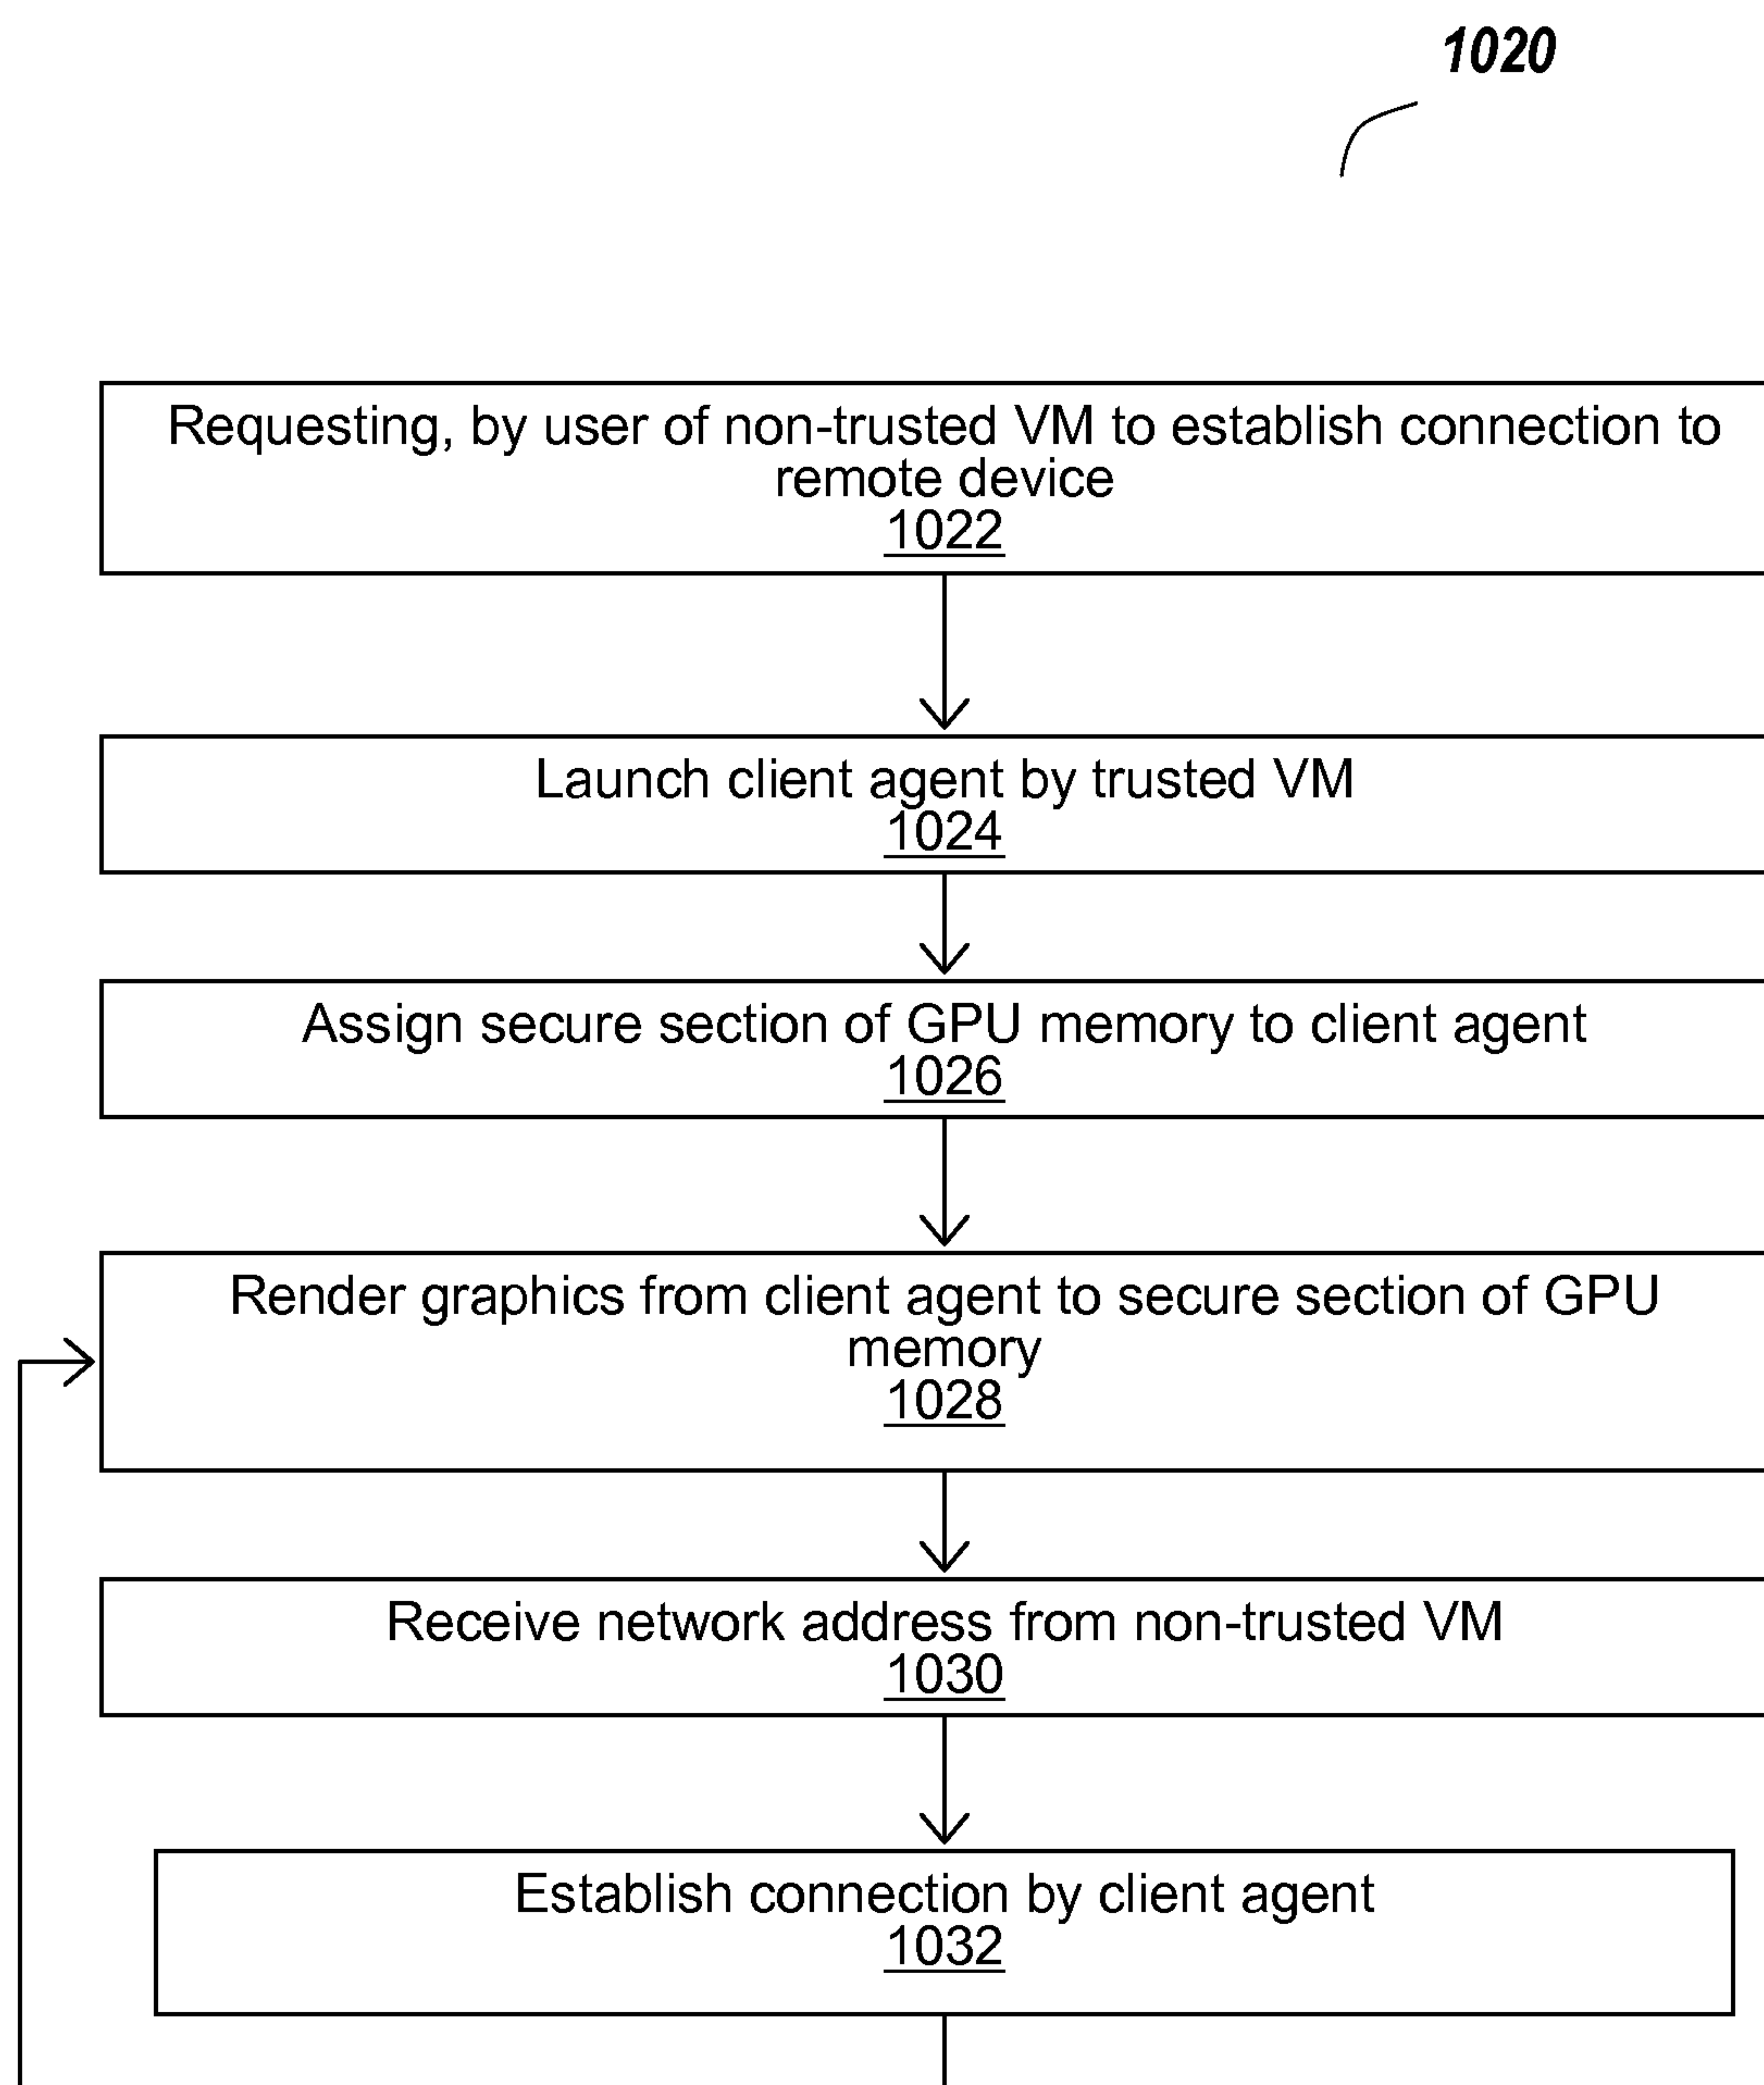 1020
Requesting, by user of non-trusted VM to establish connection to
remote device
1022
Launch client agent by trusted VM
1024
Assign secure section of GPU memory to client agent
1026
Render graphics from client agent to secure section of GPU
memory
1028
Receive network address from non-trusted VM
1030
Establish connection by client agent
1032